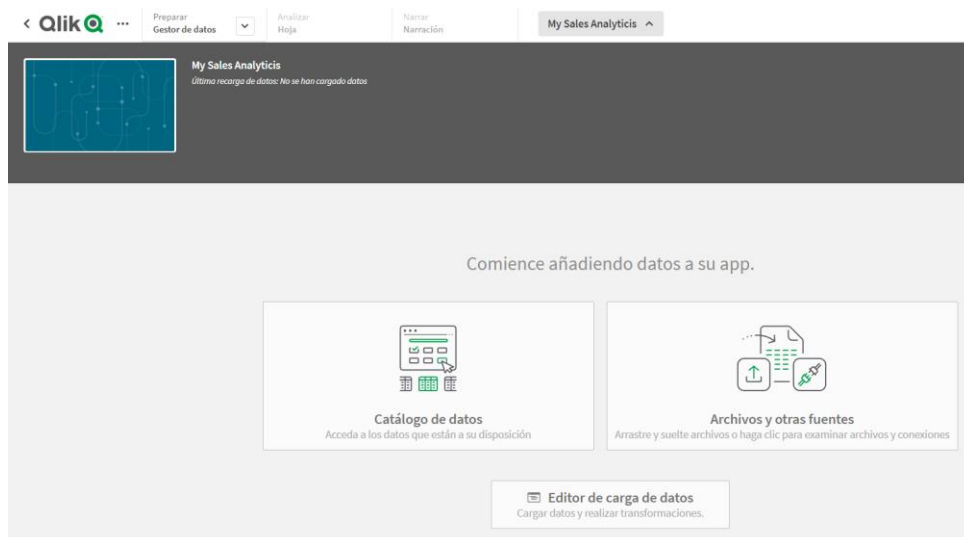 Qlik
Preparar
Gestor de datos
Analizar
Hoja
Narrar
Narración
My Sales Analyticis
My Sales Analyticis
Última recarga de datos: No se han cargado datos
Comience añadiendo datos a su app.
Catálogo de datos
Acceda a los datos que están a su disposición
Archivos y otras fuentes
Arrastre y suelte archivos o haga clic para examinar archivos y conexiones
Editor de carga de datos
Cargar datos y realizar transformaciones.